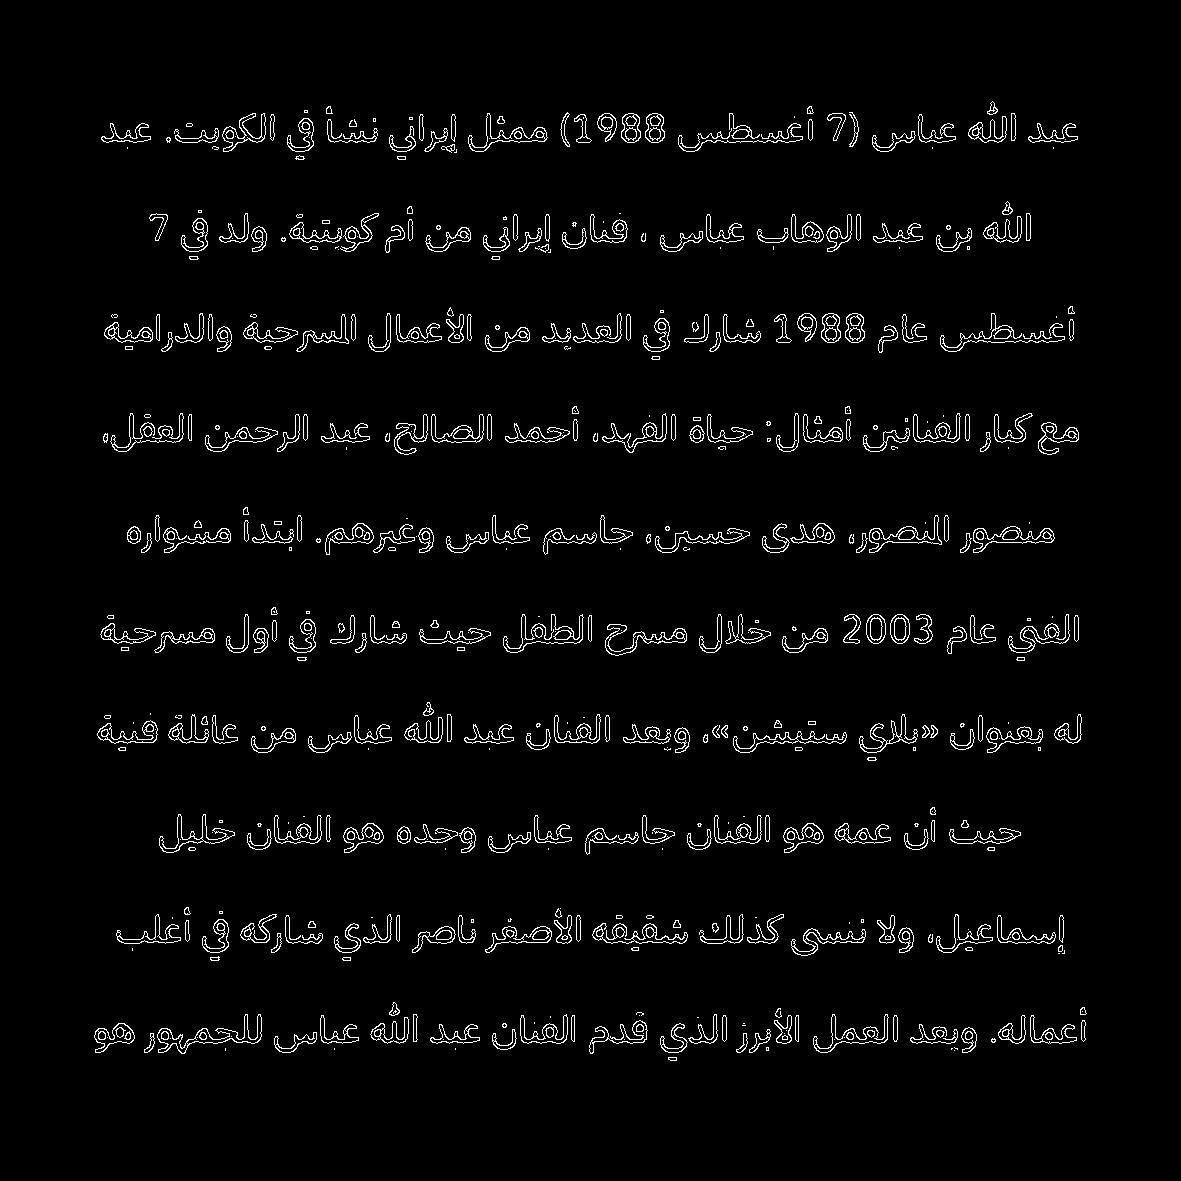 عبد الله عباس (7 أغسطس 1988) ممثل إيراني نشأ في الكويت. عبد
الله بن عبد الوهاب عباس ، فنان إيراني من أم كويتية. ولد في 7
أغسطس عام 1988 شارك في العديد من الأعمال المسرحية والدرامية
مع كبار الفنانين أمثال: حياة الفهد، أحمد الصالح، عبد الرحمن العقل،
منصور المنصور، هدى حسين، جاسم عباس وغيرهم. ابتدأ مشواره
الفني عام 2003 من خلال مسرح الطفل حيث شارك في أول مسرحية
له بعنوان «بلاي ستيشن»، ويعد الفنان عبد الله عباس من عائلة فنية
حيث أن عمه هو الفنان جاسم عباس وجده هو الفنان خليل
إسماعيل، ولا ننسى كذلك شقيقه الأصغر ناصر الذي شاركه في أغلب
أعماله. ويعد العمل الأبرز الذي قدم الفنان عبد الله عباس للجمهور هو